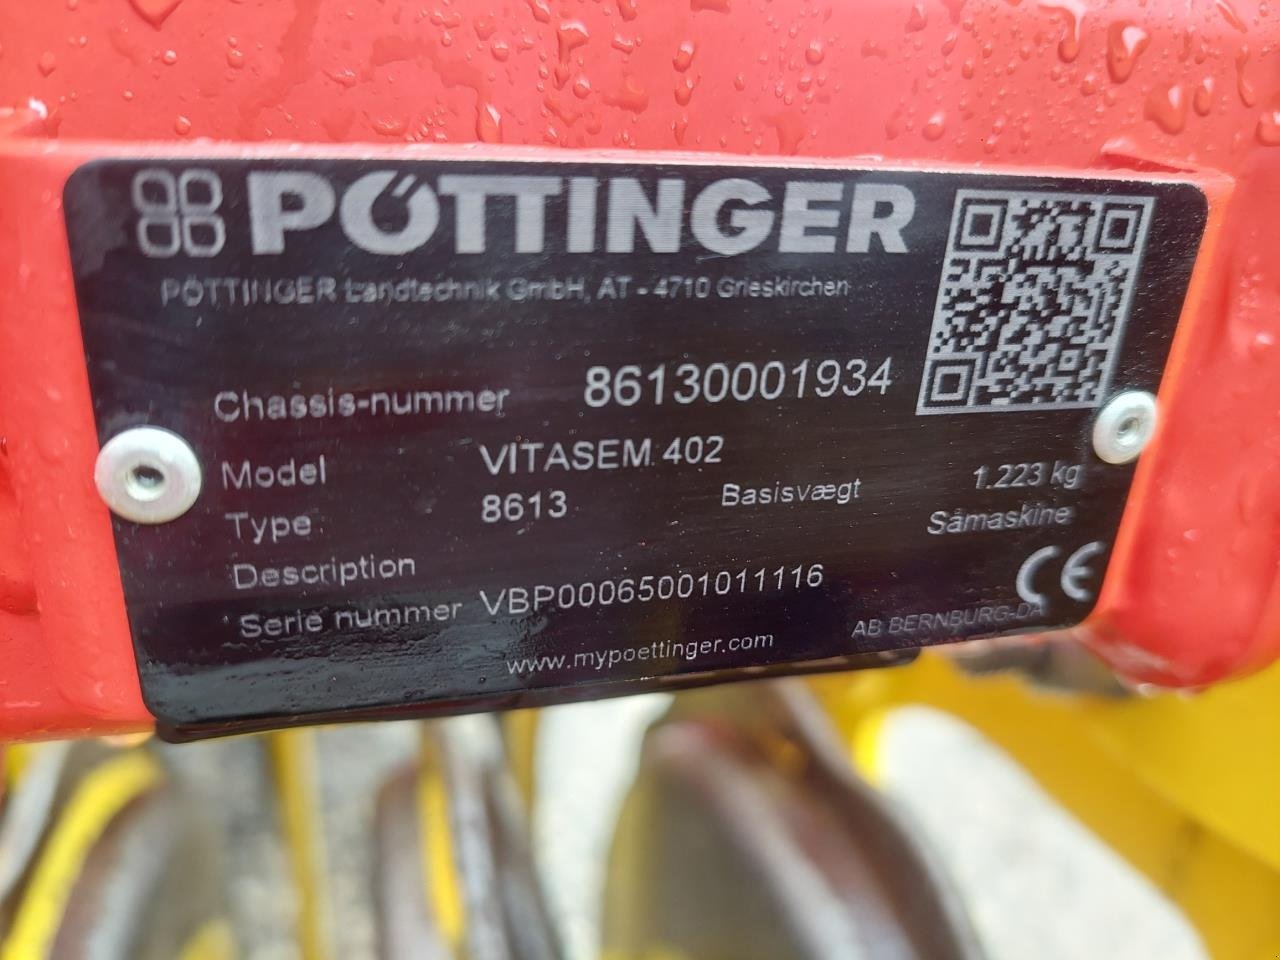 PÖTTINGER
PÖTTINGER Landtechnik GmbH, AT - 4710 Grieskirchen
Chassis-nummer 86130001934
Model VITASEM 402
Type 8613 Basisvægt 1.223 kg
Description Såmaskine
Serie nummer VBP00065001011116 CE
AB BERNBURG-DA
www.mypoettinger.com